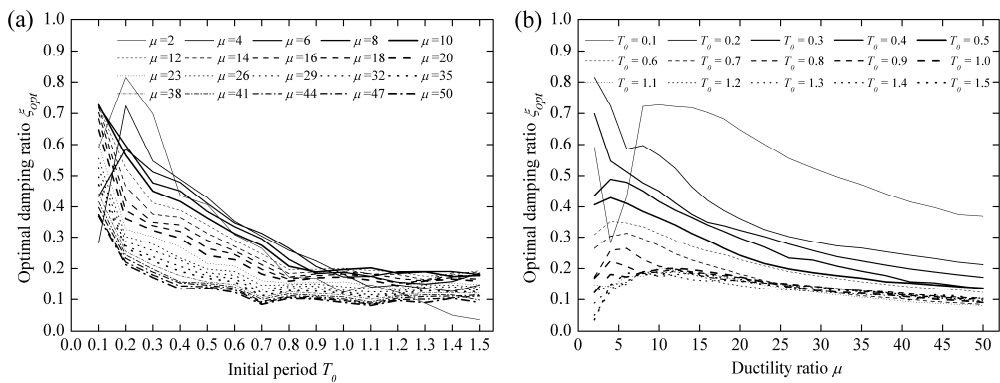 (a)
μ =2 μ =4 μ =6 μ =8 μ =10
μ =12 μ =14 μ =16 μ =18 μ =20
μ =23 μ =26 μ =29 μ =32 μ =35
μ =38 μ =41 μ =44 μ =47 μ =50
1.0
0.9
0.8
0.7
0.6
0.5
0.4
0.3
0.2
0.1
0.0
Optimal damping ratio ξopt
0.0 0.1 0.2 0.3 0.4 0.5 0.6 0.7 0.8 0.9 1.0 1.1 1.2 1.3 1.4 1.5
Initial period T0
(b)
T0 = 0.1 T0 = 0.2 T0 = 0.3 T0 = 0.4 T0 = 0.5
T0 = 0.6 T0 = 0.7 T0 = 0.8 T0 = 0.9 T0 = 1.0
T0 = 1.1 T0 = 1.2 T0 = 1.3 T0 = 1.4 T0 = 1.5
1.0
0.9
0.8
0.7
0.6
0.5
0.4
0.3
0.2
0.1
0.0
Optimal damping ratio ξopt
0 5 10 15 20 25 30 35 40 45 50
Ductility ratio μ